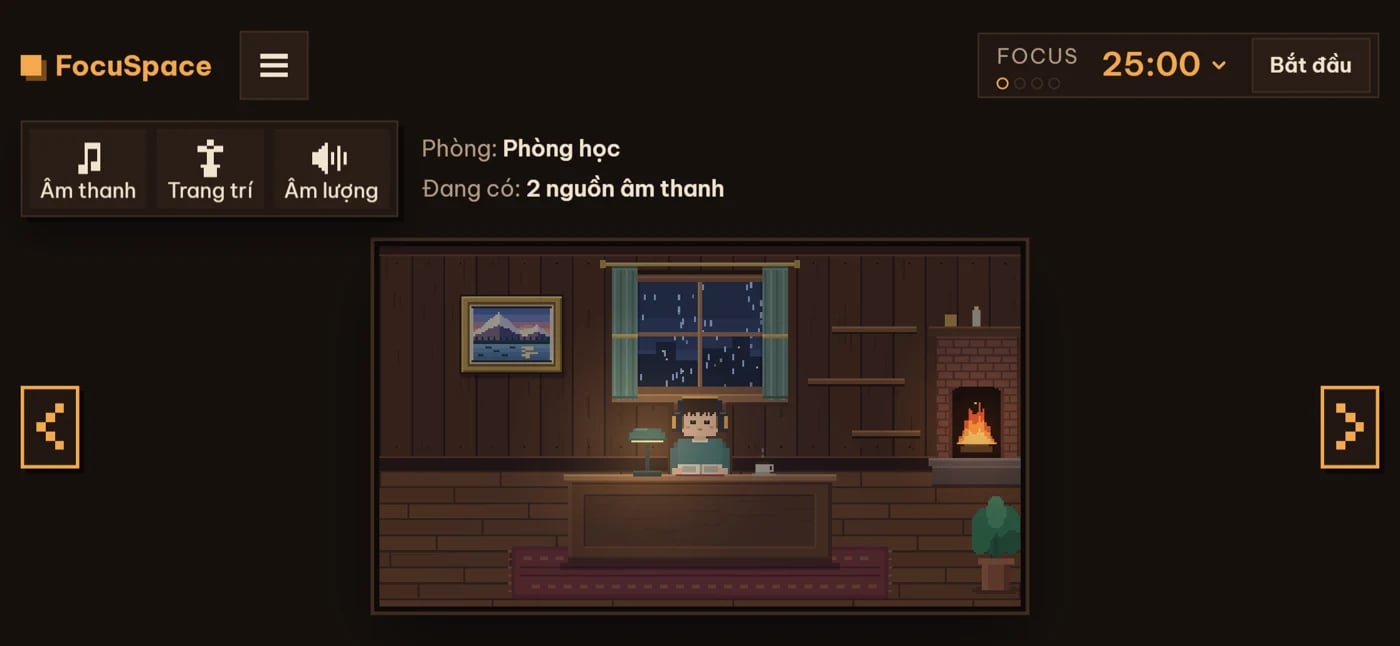 FocuSpace
FOCUS
25:00
Bắt đầu
Âm thanh
Trang trí
Âm lượng
Phòng: Phòng học
Đang có: 2 nguồn âm thanh